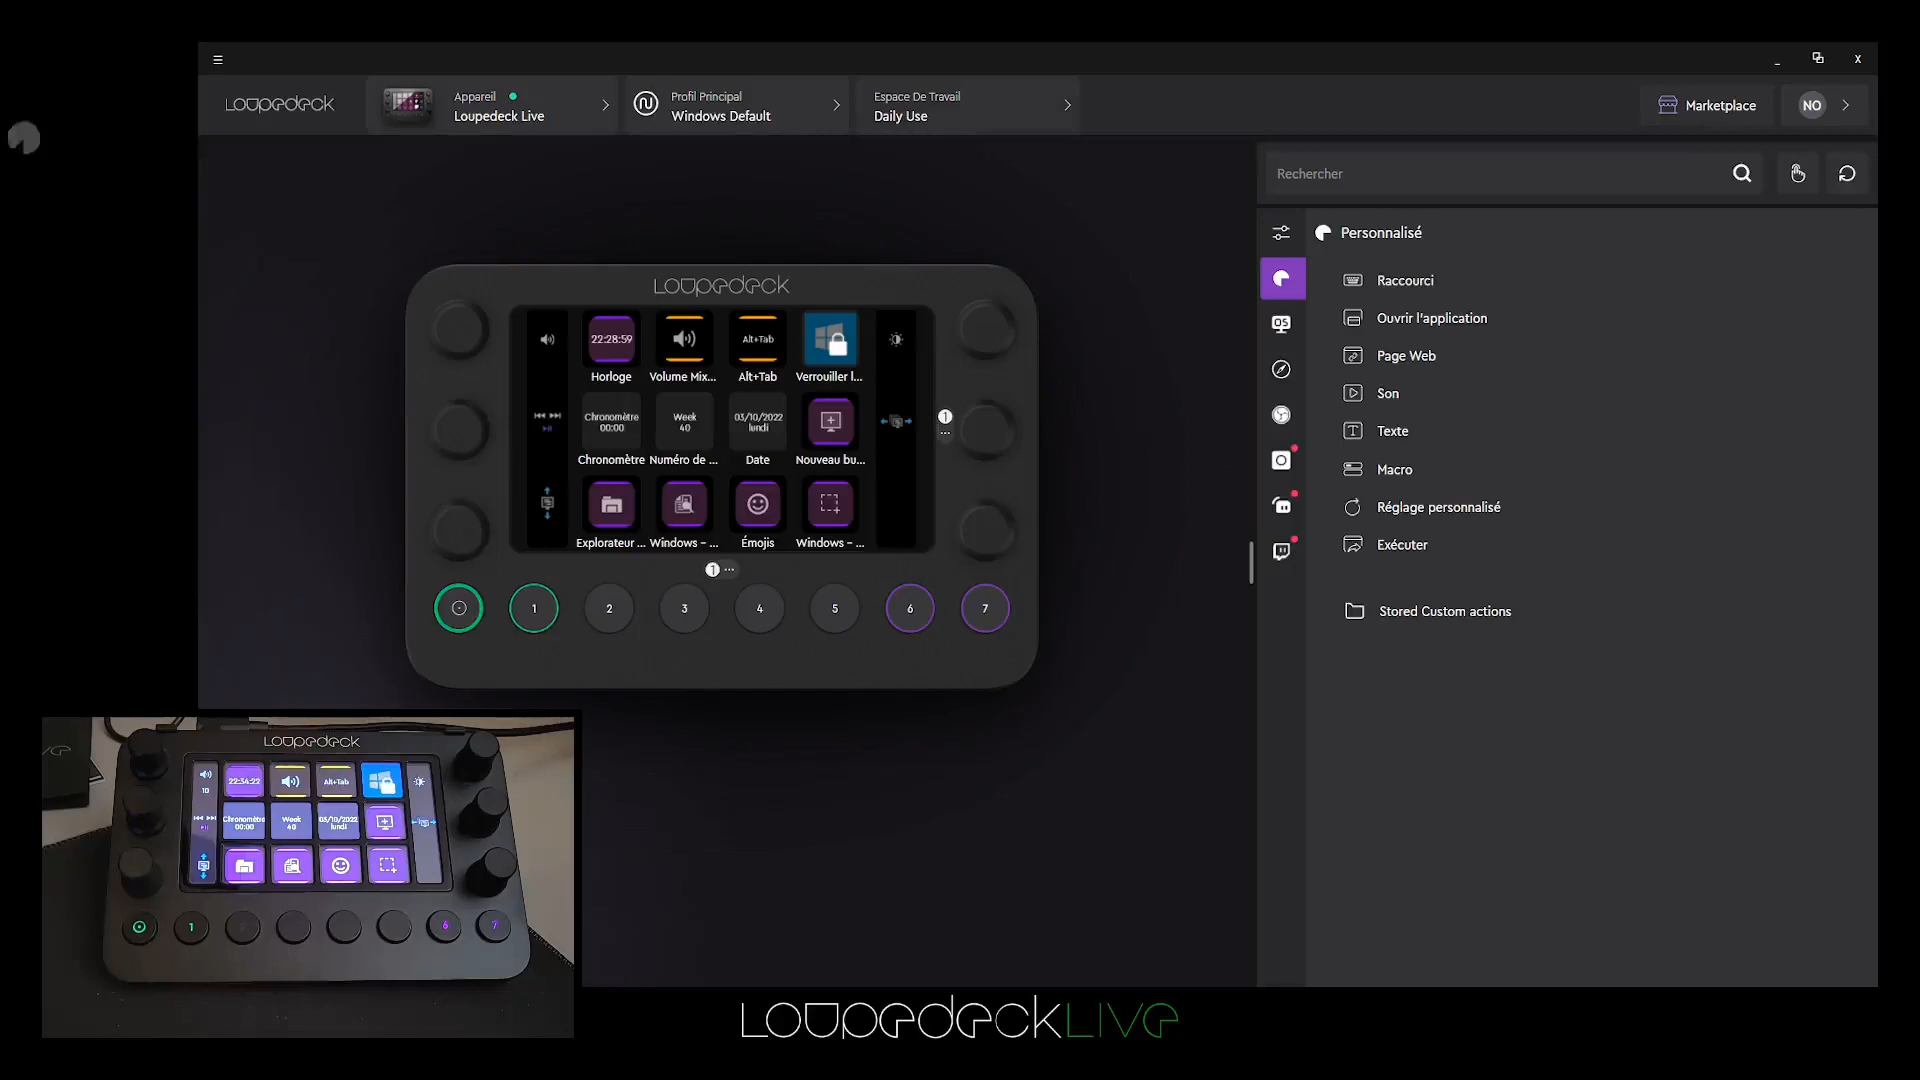 Loupedeck
Appareil
Loupedeck Live
Profil Principal
Windows Default
Espace De Travail
Daily Use
Marketplace
NO
Rechercher
Personnalisé
Raccourci
Ouvrir l'application
Page Web
Son
Texte
Macro
Réglage personnalisé
Exécuter
Stored Custom actions
Loupedeck
22:28:59
Alt+Tab
Horloge
Volume Mix...
Alt+Tab
Verrouiller l...
Chronomètre
00:00
Week
40
03/10/2022
lundi
1
Chronomètre
Numéro de ...
Date
Nouveau bu...
Explorateur ...
Windows – ...
Émojis
Windows – ...
1
1
2
3
4
5
6
7
Loupedeck
10
22:34:22
Alt+Tab
Chronomètre
00:00
Week
40
03/10/2022
lundi
1
6
7
LoupedeckLive